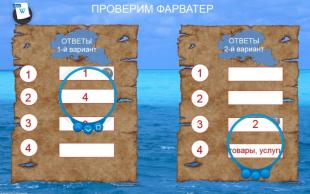 W
ПРОВЕРИМ ФАРВАТЕР
ОТВЕТЫ
1-й вариант
1 1
2 4
3
4
ОТВЕТЫ
2-й вариант
1
2
3 2
4 товары, услуги